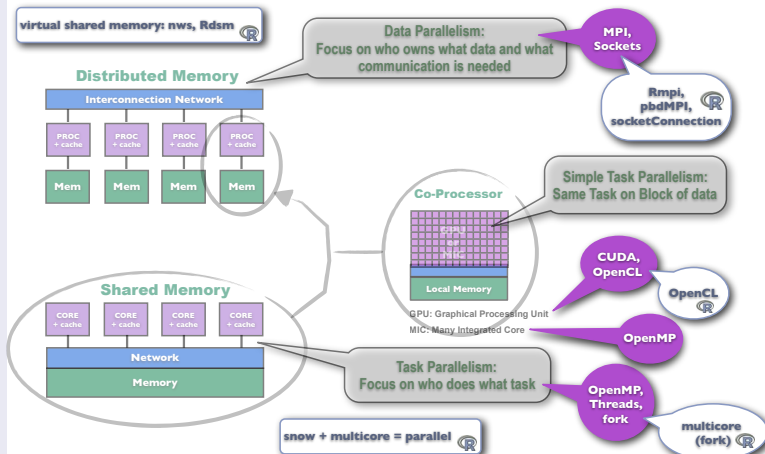 virtual shared memory: nws, Rdsm R
Data Parallelism:
Focus on who owns what data and what
communication is needed
MPI,
Sockets
Rmpi,
pbdMPI,
socketConnection
R
Distributed Memory
Interconnection Network
PROC
+ cache
PROC
+ cache
PROC
+ cache
PROC
+ cache
Mem
Mem
Mem
Mem
Simple Task Parallelism:
Same Task on Block of data
Co-Processor
GPU
or
MIC
Local Memory
GPU: Graphical Processing Unit
MIC: Many Integrated Core
CUDA,
OpenCL
OpenCL
R
OpenMP
Shared Memory
CORE
+ cache
CORE
+ cache
CORE
+ cache
CORE
+ cache
Network
Memory
Task Parallelism:
Focus on who does what task
OpenMP,
Threads,
fork
multicore
(fork) R
snow + multicore = parallel R